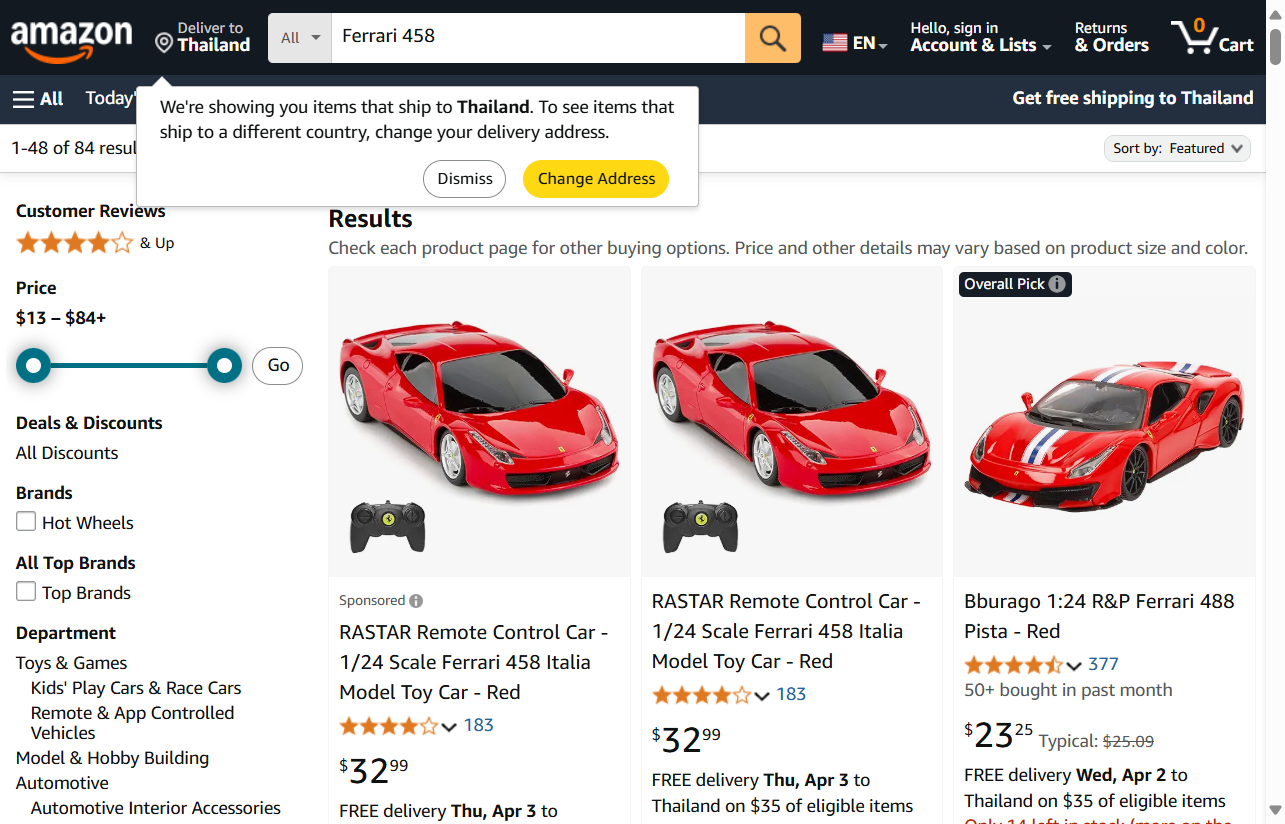 amazon
Deliver to
Thailand
All
Ferrari 458
EN
Hello, sign in
Account & Lists
Returns
& Orders
0
Cart
All
Today'
Get free shipping to Thailand
We're showing you items that ship to Thailand. To see items that
ship to a different country, change your delivery address.
Dismiss
Change Address
1-48 of 84 resul
Sort by: Featured
Customer Reviews
& Up
Price
$13 – $84+
Go
Deals & Discounts
All Discounts
Brands
Hot Wheels
All Top Brands
Top Brands
Department
Toys & Games
Kids' Play Cars & Race Cars
Remote & App Controlled
Vehicles
Model & Hobby Building
Automotive
Automotive Interior Accessories
Results
Check each product page for other buying options. Price and other details may vary based on product size and color.
Sponsored
RASTAR Remote Control Car -
1/24 Scale Ferrari 458 Italia
Model Toy Car - Red
183
$32.99
FREE delivery Thu, Apr 3 to
RASTAR Remote Control Car -
1/24 Scale Ferrari 458 Italia
Model Toy Car - Red
183
$32.99
FREE delivery Thu, Apr 3 to
Thailand on $35 of eligible items
Overall Pick
Bburago 1:24 R&P Ferrari 488
Pista - Red
377
50+ bought in past month
$23.25 Typical: $25.09
FREE delivery Wed, Apr 2 to
Thailand on $35 of eligible items
Only 14 left in stock (more on the